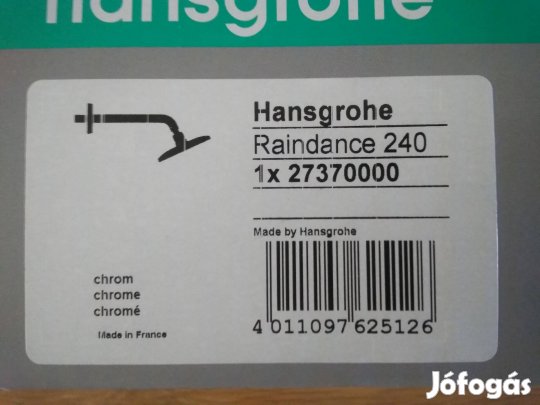 hansgrohe
Hansgrohe
Raindance 240
1x 27370000
Made by Hansgrohe
chrom
chrome
chromé
Made in France
4 011097 625126
Jófogás